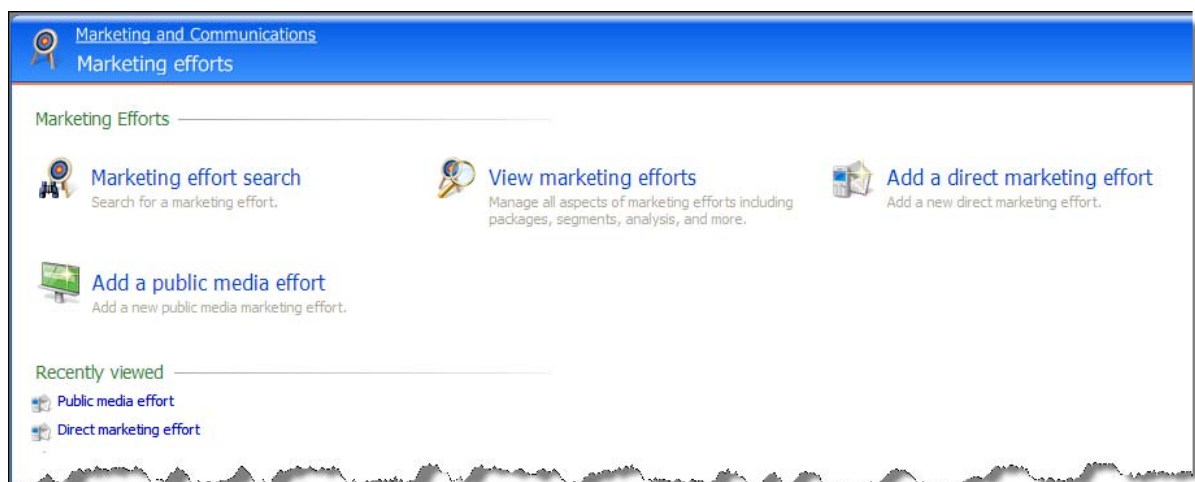 Marketing and Communications
Marketing efforts
Marketing Efforts
Marketing effort search
Search for a marketing effort.
View marketing efforts
Manage all aspects of marketing efforts including
packages, segments, analysis, and more.
Add a direct marketing effort
Add a new direct marketing effort.
Add a public media effort
Add a new public media marketing effort.
Recently viewed
Public media effort
Direct marketing effort